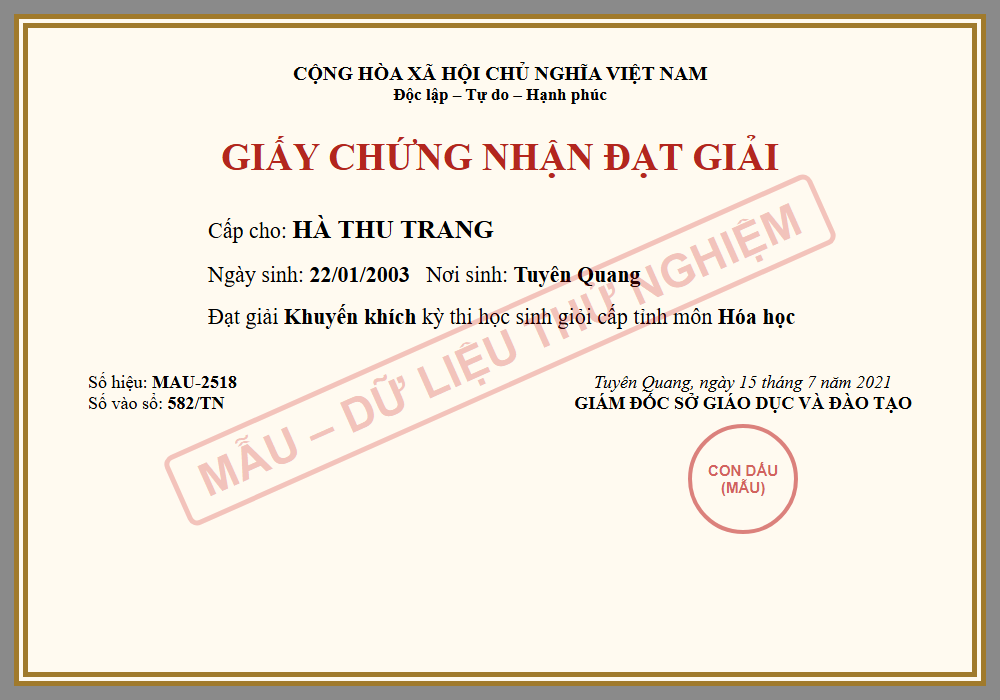 CỘNG HÒA XÃ HỘI CHỦ NGHĨA VIỆT NAM
Độc lập – Tự do – Hạnh phúc
GIẤY CHỨNG NHẬN ĐẠT GIẢI
Cấp cho: HÀ THU TRANG
Ngày sinh: 22/01/2003 Nơi sinh: Tuyên Quang
Đạt giải Khuyến khích kỳ thi học sinh giỏi cấp tỉnh môn Hóa học
MẪU – DỮ LIỆU THỬ NGHIỆM
Số hiệu: MAU-2518
Số vào sổ: 582/TN
Tuyên Quang, ngày 15 tháng 7 năm 2021
GIÁM ĐỐC SỞ GIÁO DỤC VÀ ĐÀO TẠO
CON DẤU
(MẪU)